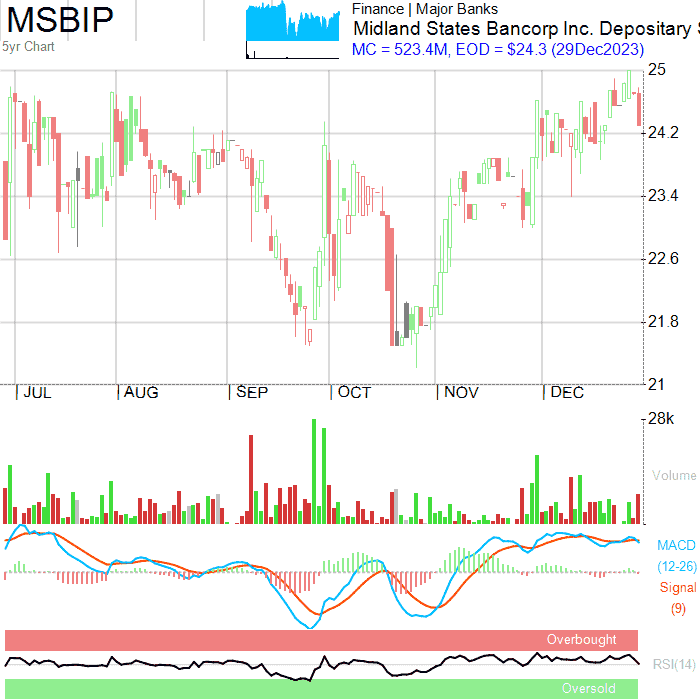 MSBIP
5yr Chart
Finance | Major Banks
Midland States Bancorp Inc. Depositary S
MC = 523.4M, EOD = $24.3 (29Dec2023)
25
24.2
23.4
22.6
21.8
21
| JUL | AUG | SEP | OCT | NOV | DEC
28k
Volume
MACD
(12-26)
Signal
(9)
Overbought
RSI(14)
Oversold